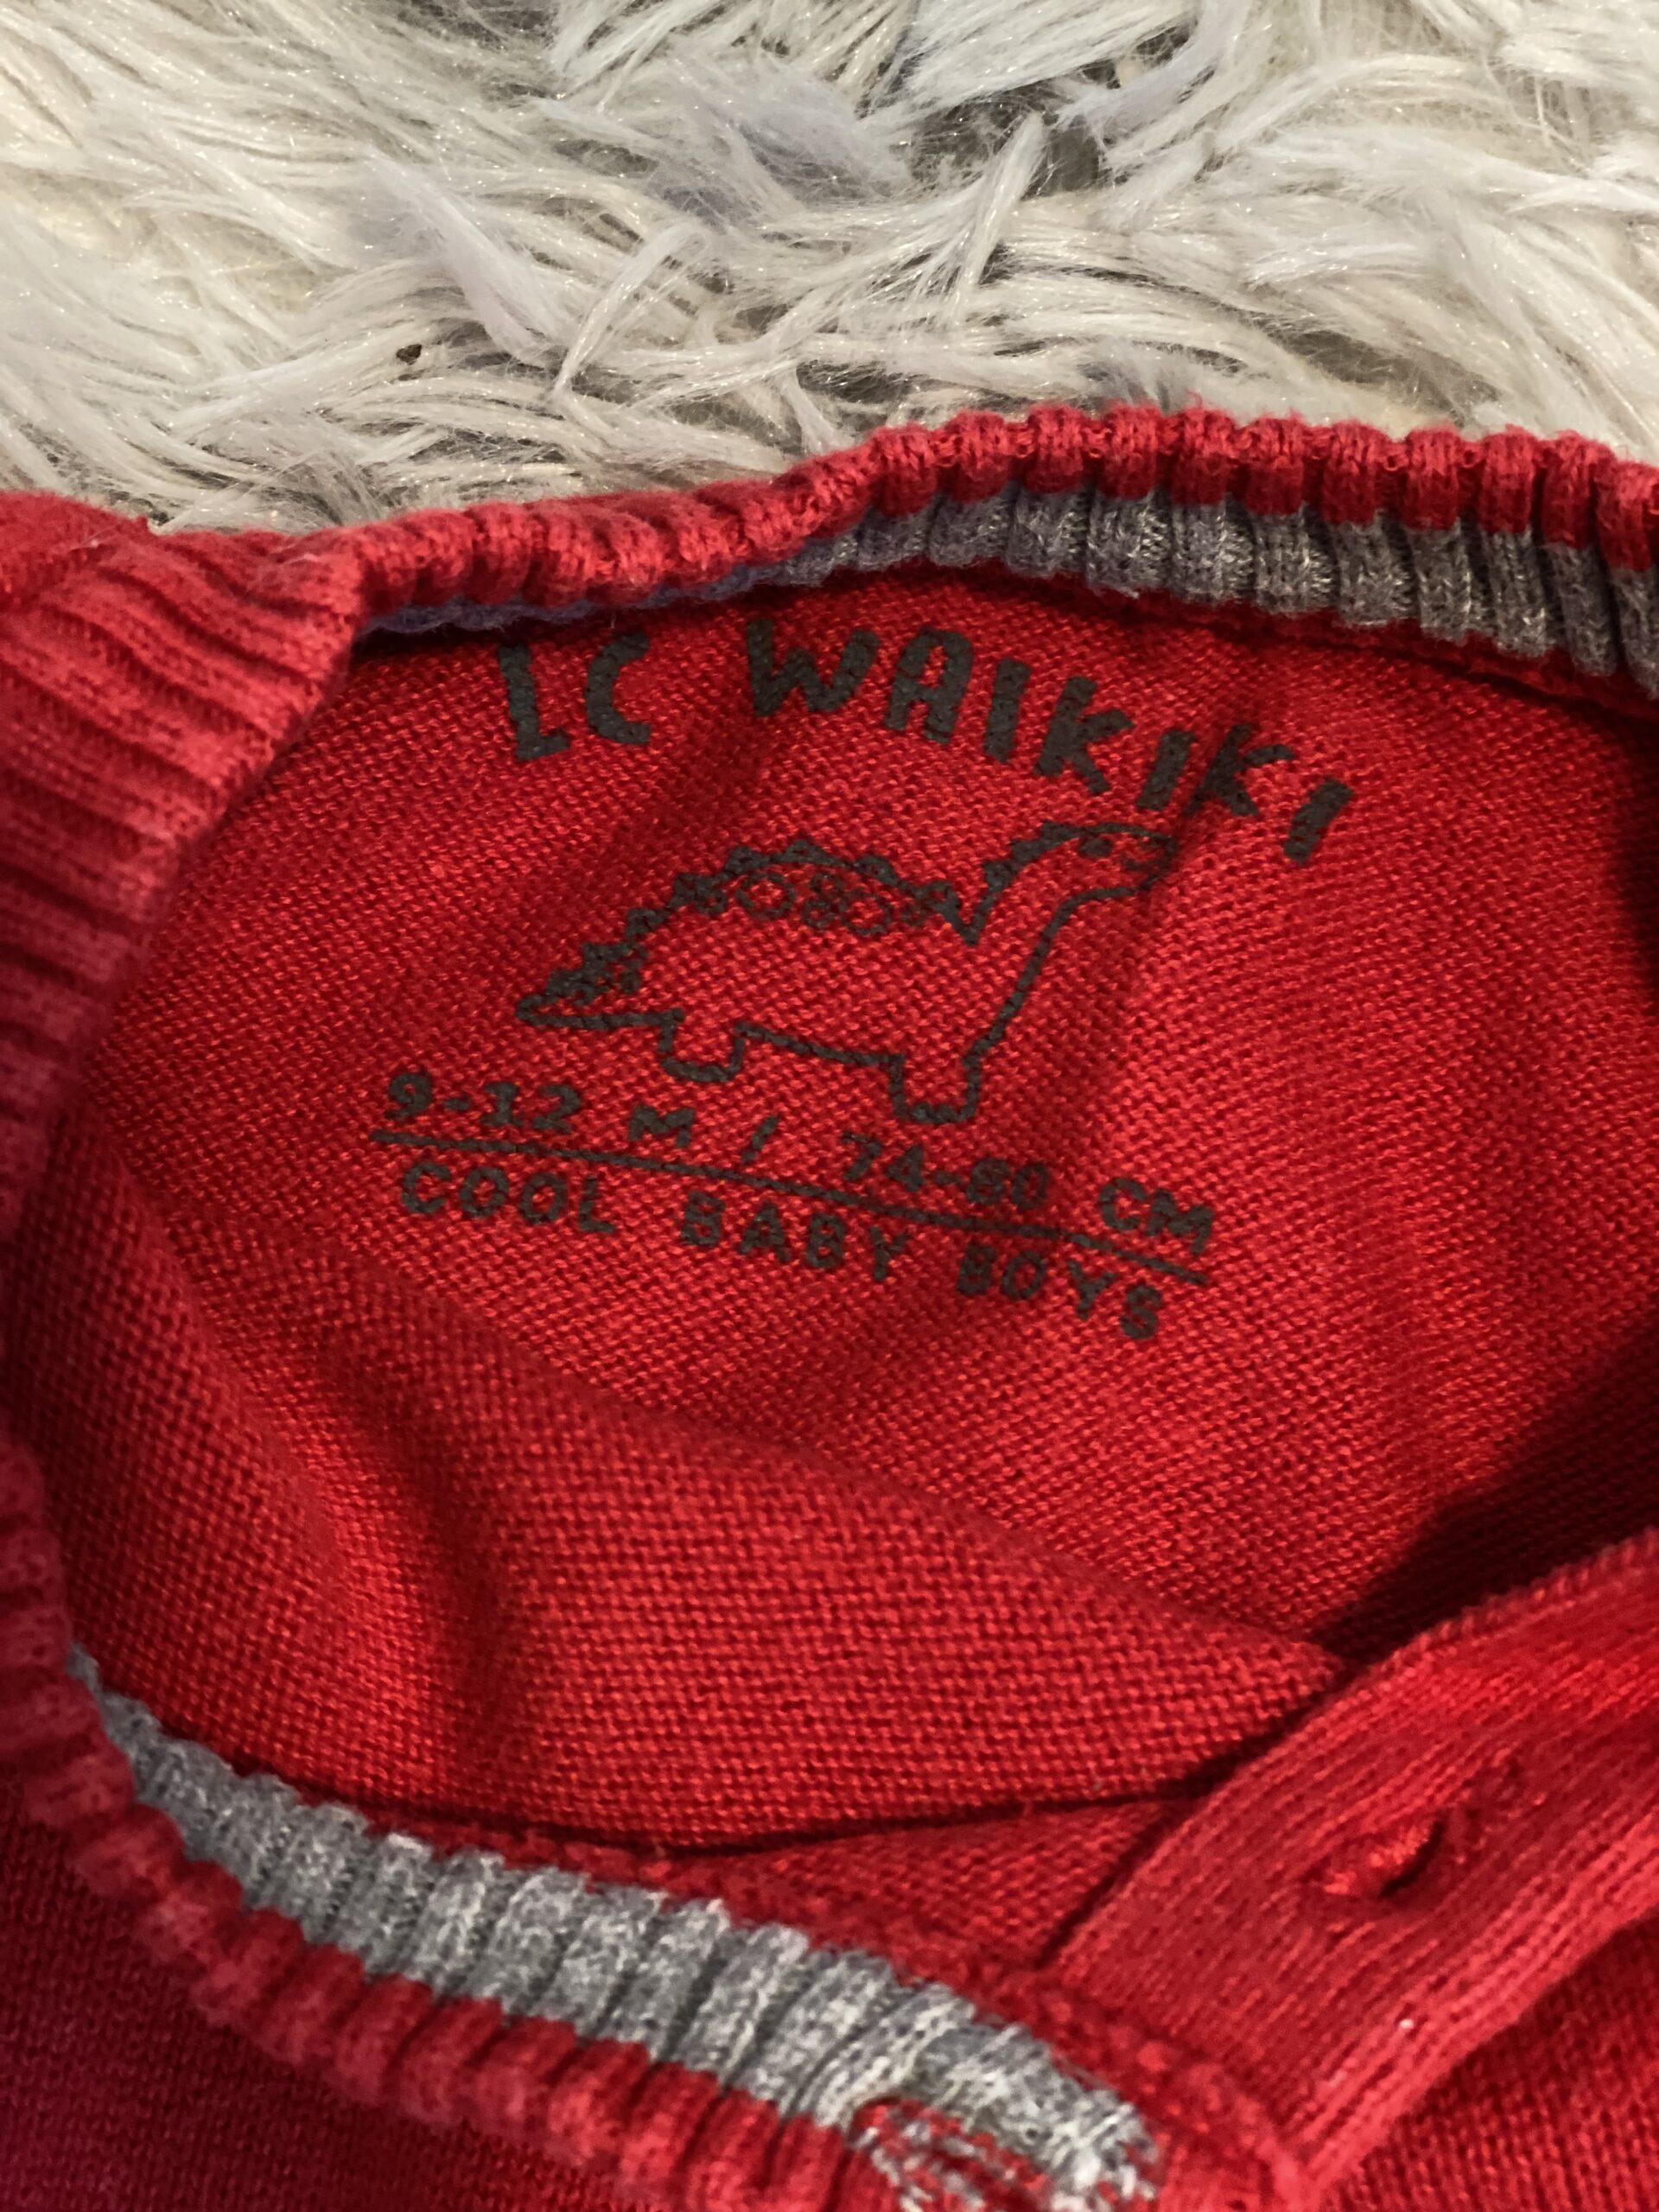 LC WAIKIKI
9-12 M / 74-80 CM
COOL BABY BOYS